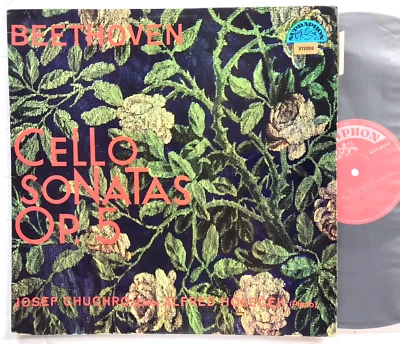 BEETHOVEN
SUPRAPHON
STEREO
CELLO
SONATAS
OP. 5
JOSEF CHUCHRO ALFRED HOLEČEK (Piano)